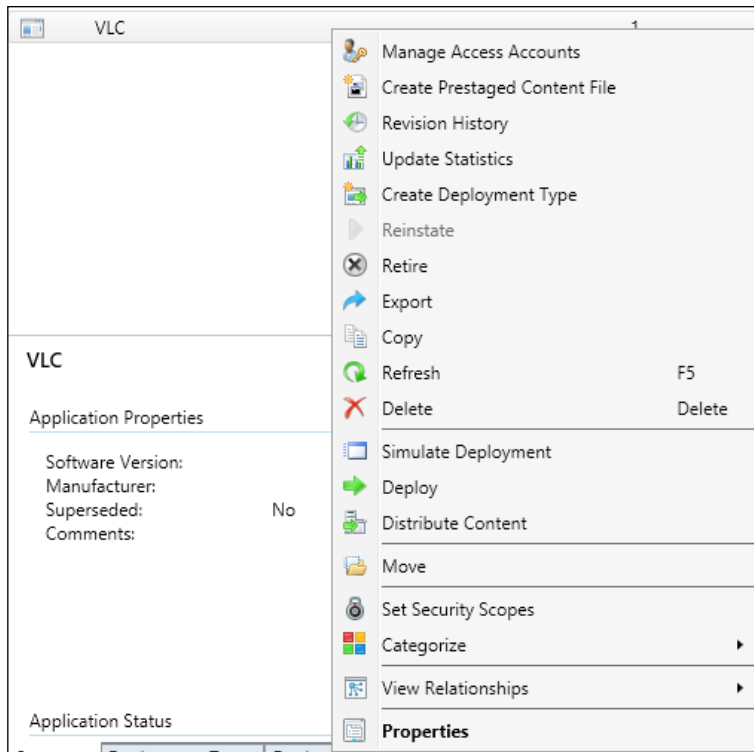 VLC 1
Manage Access Accounts
Create Prestaged Content File
Revision History
Update Statistics
Create Deployment Type
Reinstate
Retire
Export
Copy
Refresh F5
Delete Delete
Simulate Deployment
Deploy
Distribute Content
Move
Set Security Scopes
Categorize
View Relationships
Properties
VLC
Application Properties
Software Version:
Manufacturer:
Superseded: No
Comments:
Application Status